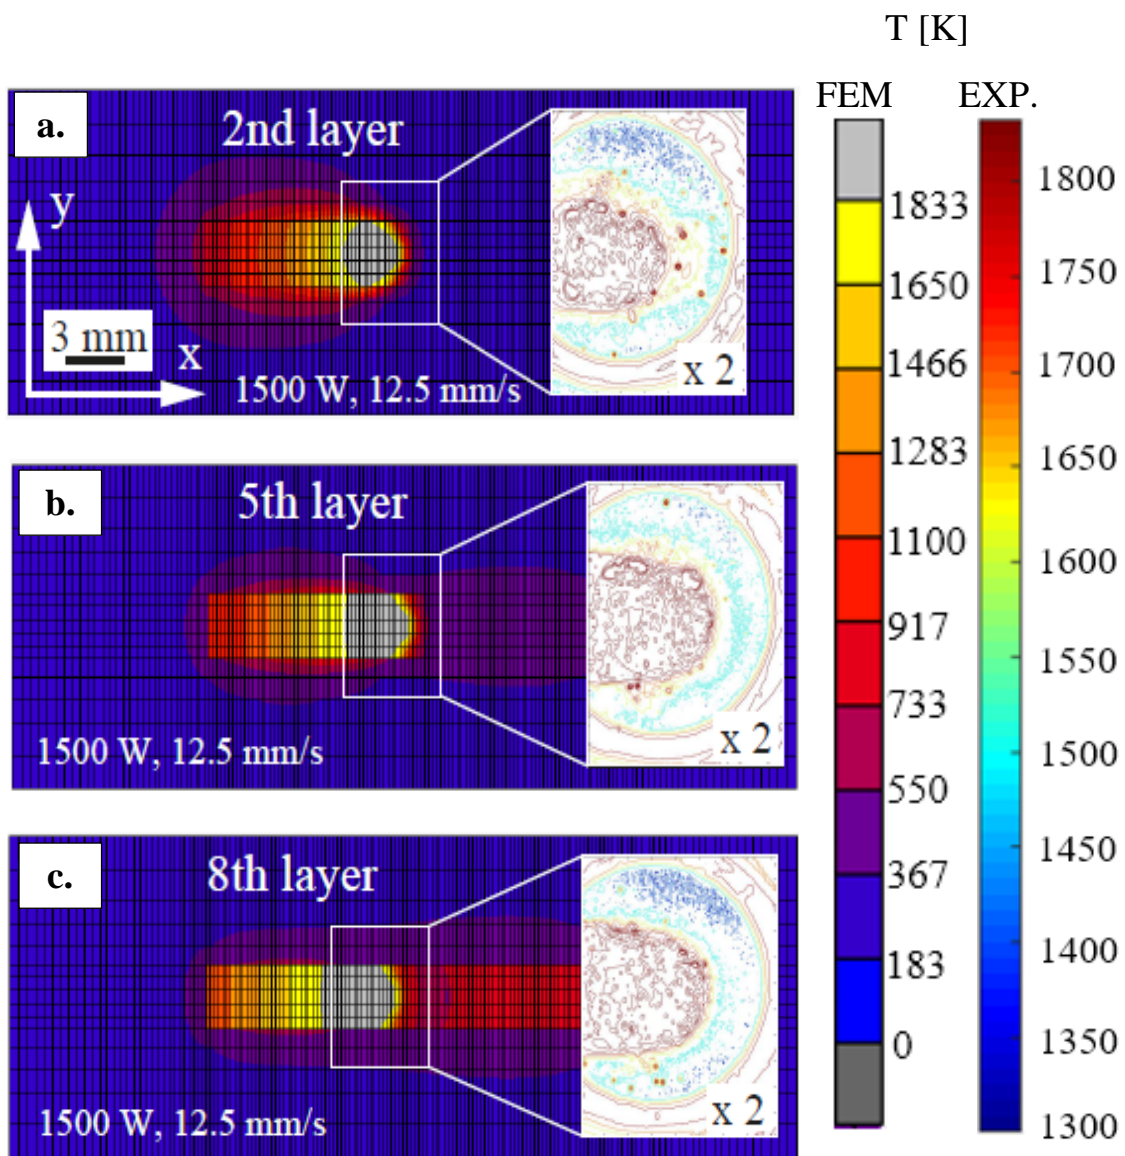 T [K]
FEM
EXP.
a.
2nd layer
y
3 mm
x
1500 W, 12.5 mm/s
x 2
b.
5th layer
1500 W, 12.5 mm/s
x 2
c.
8th layer
1500 W, 12.5 mm/s
x 2
1833
1650
1466
1283
1100
917
733
550
367
183
0
1800
1750
1700
1650
1600
1550
1500
1450
1400
1350
1300